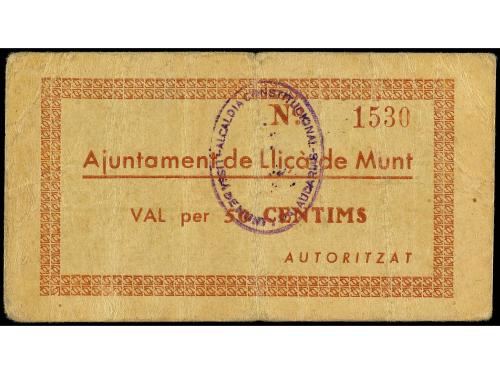 Nº 1530
ALCALDIA CONSTITUCIONAL
Ajuntament de Lliçà de Munt
VAL per 50 CENTIMS
AUTORITZAT